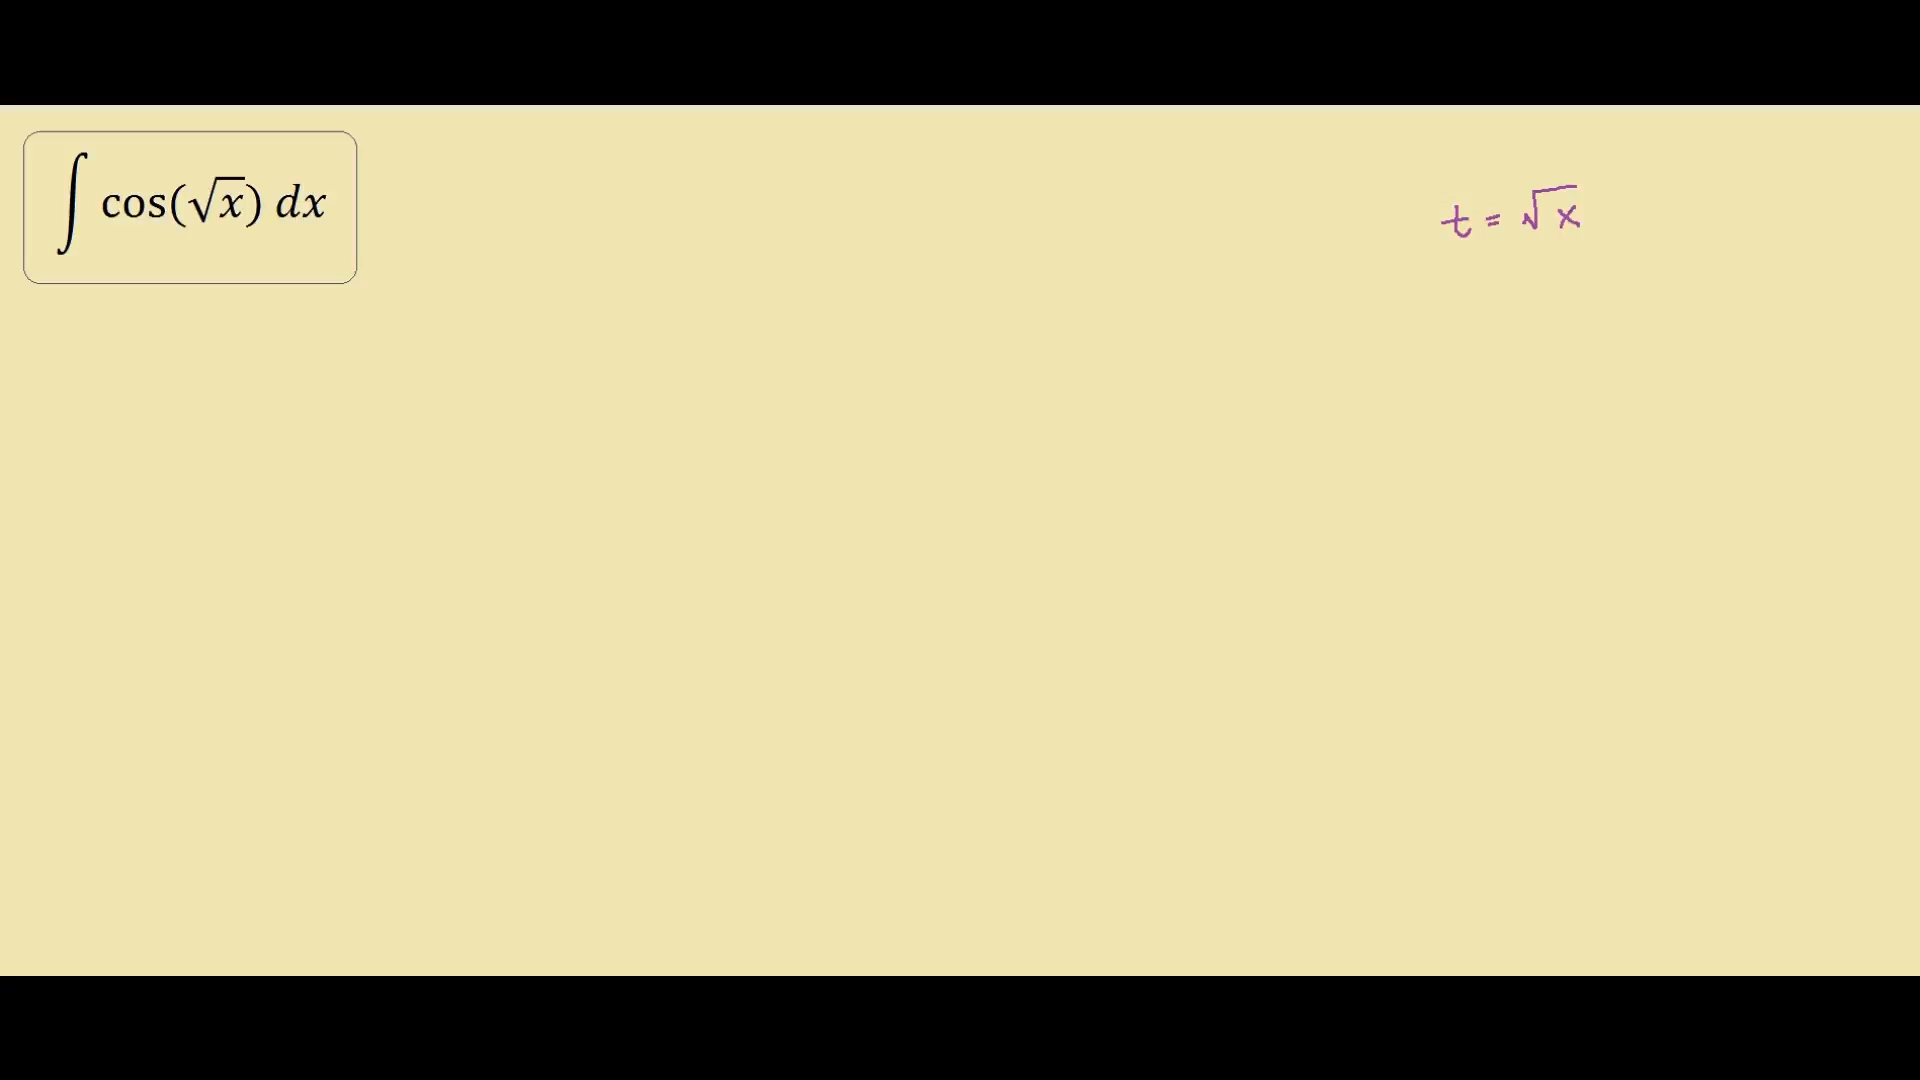 ∫ cos(√x) dx
t = √x